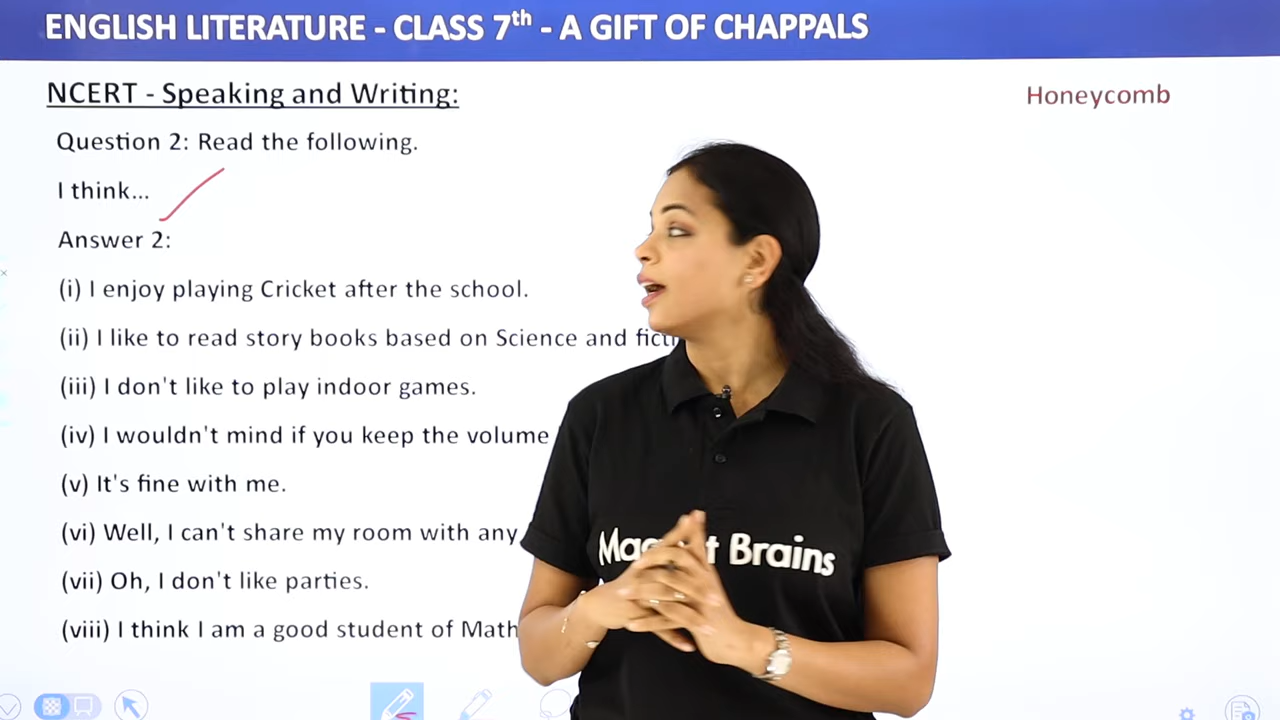 ENGLISH LITERATURE - CLASS 7th - A GIFT OF CHAPPALS
NCERT - Speaking and Writing:
Honeycomb
Question 2: Read the following.
I think...
Answer 2:
(i) I enjoy playing Cricket after the school.
(ii) I like to read story books based on Science and
(iii) I don't like to play indoor games.
(iv) I wouldn't mind if you keep the volume
(v) It's fine with me.
(vi) Well, I can't share my room with any
(vii) Oh, I don't like parties.
(viii) I think I am a good student of Math
Brains